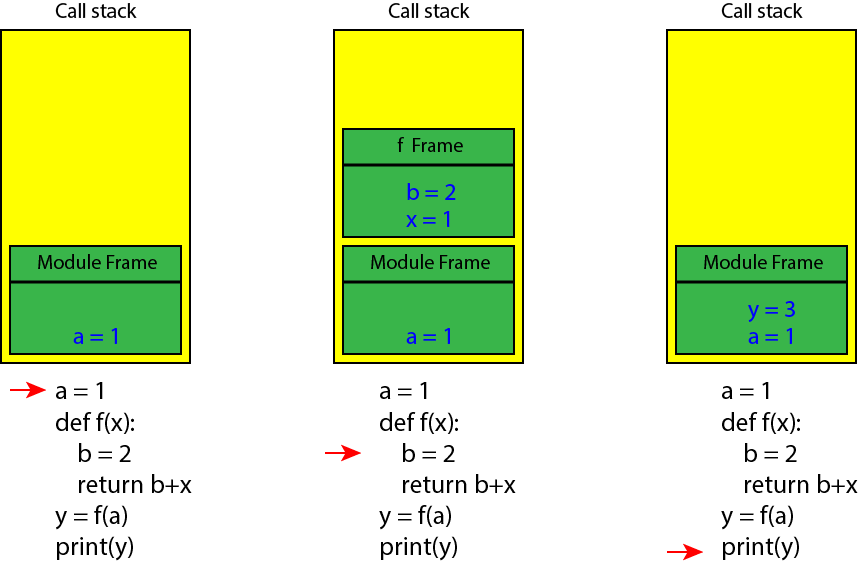 Call stack
Module Frame
a = 1
a = 1
def f(x):
b = 2
return b+x
y = f(a)
print(y)
Call stack
f Frame
b = 2
x = 1
Module Frame
a = 1
a = 1
def f(x):
b = 2
return b+x
y = f(a)
print(y)
Call stack
Module Frame
y = 3
a = 1
a = 1
def f(x):
b = 2
return b+x
y = f(a)
print(y)